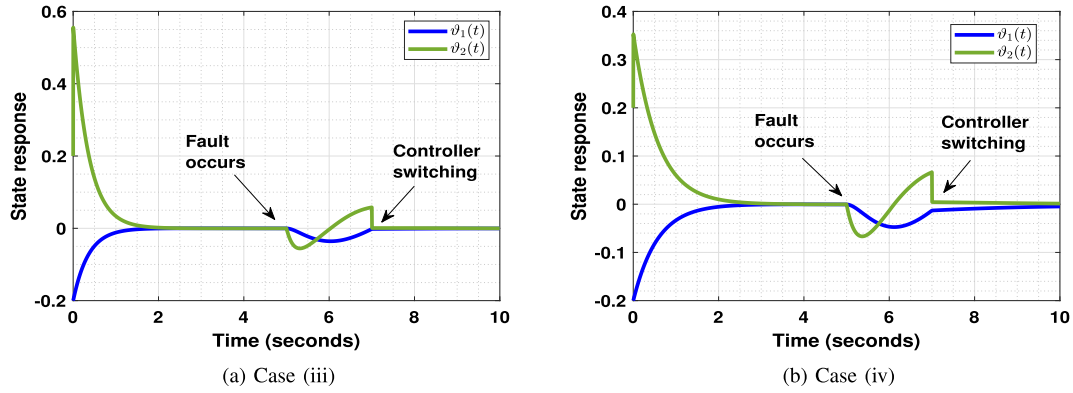 0.6
0.4
0.2
0
-0.2
State response
ϑ1(t)
ϑ2(t)
Fault
occurs
Controller
switching
0
2
4
6
8
10
Time (seconds)
(a) Case (iii)
0.4
0.3
0.2
0.1
0
-0.1
-0.2
State response
ϑ1(t)
ϑ2(t)
Fault
occurs
Controller
switching
0
2
4
6
8
10
Time (seconds)
(b) Case (iv)